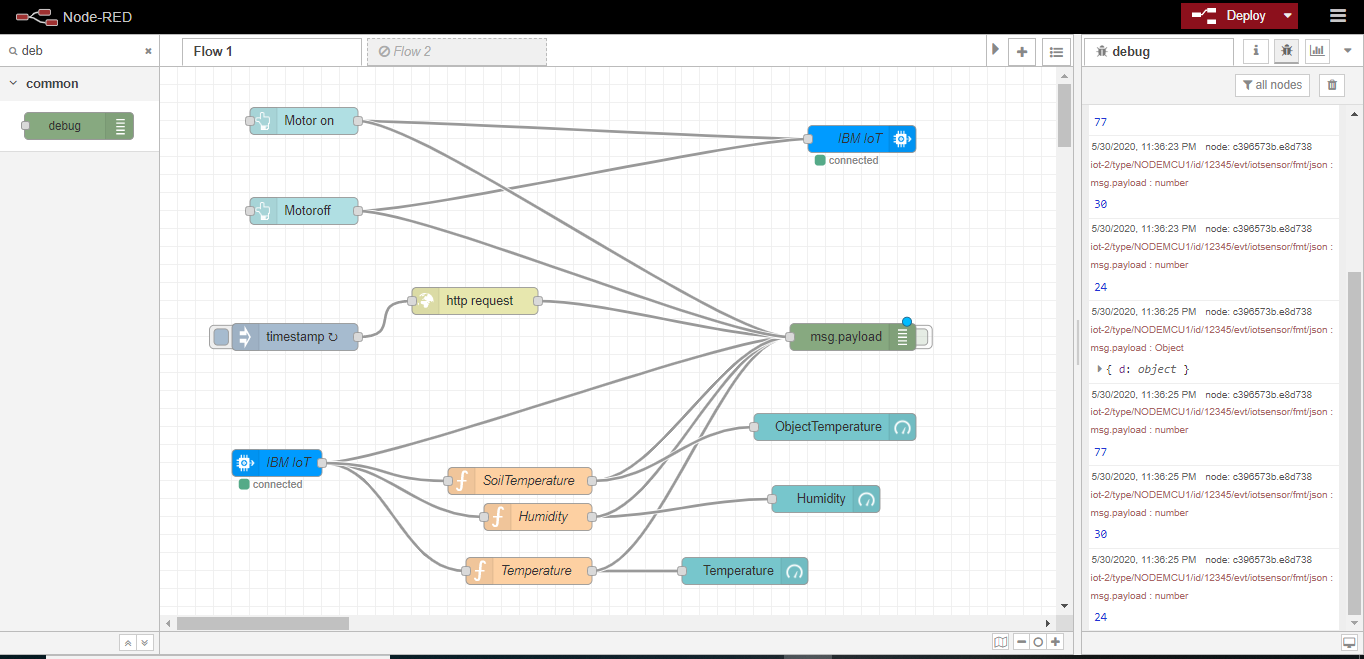 Node-RED
Deploy
deb
common
debug
Flow 1
Flow 2
Motor on
Motoroff
IBM IoT
connected
http request
timestamp ↻
msg.payload
ObjectTemperature
IBM IoT
connected
SoilTemperature
Humidity
Humidity
Temperature
Temperature
debug
i
all nodes
77
5/30/2020, 11:36:23 PM node: c396573b.e8d738
iot-2/type/NODEMCU1/id/12345/evt/iotsensor/fmt/json :
msg.payload : number
30
5/30/2020, 11:36:23 PM node: c396573b.e8d738
iot-2/type/NODEMCU1/id/12345/evt/iotsensor/fmt/json :
msg.payload : number
24
5/30/2020, 11:36:25 PM node: c396573b.e8d738
iot-2/type/NODEMCU1/id/12345/evt/iotsensor/fmt/json :
msg.payload : Object
{ d: object }
5/30/2020, 11:36:25 PM node: c396573b.e8d738
iot-2/type/NODEMCU1/id/12345/evt/iotsensor/fmt/json :
msg.payload : number
77
5/30/2020, 11:36:25 PM node: c396573b.e8d738
iot-2/type/NODEMCU1/id/12345/evt/iotsensor/fmt/json :
msg.payload : number
30
5/30/2020, 11:36:25 PM node: c396573b.e8d738
iot-2/type/NODEMCU1/id/12345/evt/iotsensor/fmt/json :
msg.payload : number
24